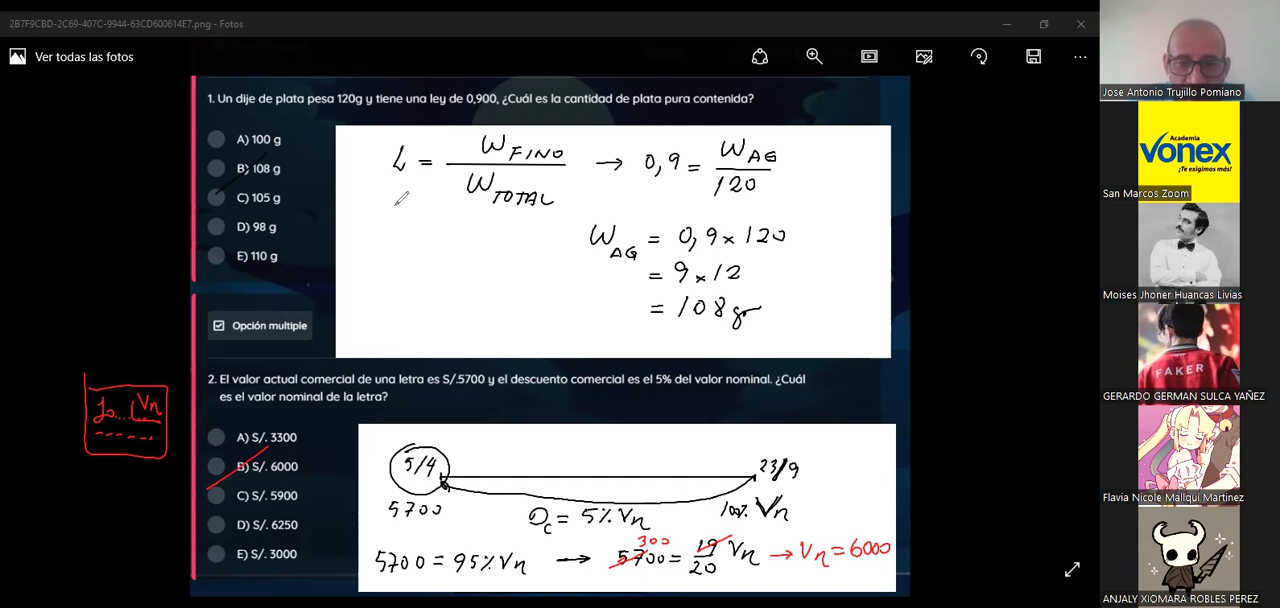 2B7F9CBD-2C69-407C-9944-63CD600614E7.png - Fotos
Ver todas las fotos
1. Un dije de plata pesa 120g y tiene una ley de 0,900, ¿Cuál es la cantidad de plata pura contenida?
A) 100 g
B) 108 g
C) 105 g
D) 98 g
E) 110 g
L = W FINO / W TOTAL → 0,9 = W AG / 120
W AG = 0,9 x 120
= 9 x 12
= 108 gr
Opción multiple
2. El valor actual comercial de una letra es S/.5700 y el descuento comercial es el 5% del valor nominal. ¿Cuál
es el valor nominal de la letra?
A) S/. 3300
B) S/. 6000
C) S/. 5900
D) S/. 6250
E) S/. 3000
Vn
5/4
23/9
5700
Dc = 5% Vn
100% Vn
5700 = 95% Vn → 5700 = 19/20 Vn → Vn = 6000
300
Jose Antonio Trujillo Pomiano
Academia
Vonex
¡Te exigimos más!
San Marcos Zoom
Moises Jhoner Huancas Livias
FAKER
GERARDO GERMAN SULCA YAÑEZ
Flavia Nicole Mallqui Martinez
ANJALY XIOMARA ROBLES PEREZ